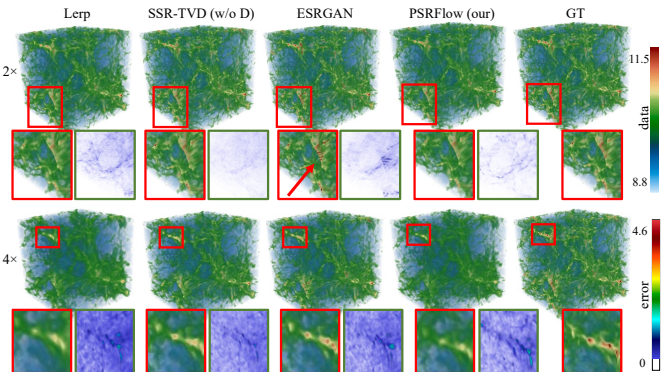 Lerp SSR-TVD (w/o D) ESRGAN PSRFlow (our) GT
2×
11.5
data
8.8
4×
4.6
error
0